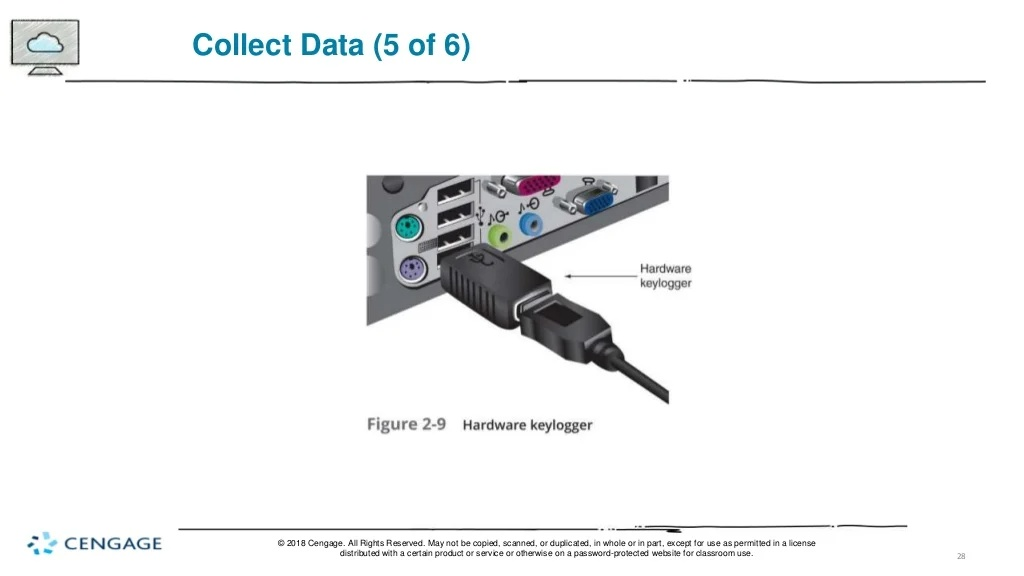 Collect Data (5 of 6)
Hardware
keylogger
Figure 2-9 Hardware keylogger
CENGAGE
© 2018 Cengage. All Rights Reserved. May not be copied, scanned, or duplicated, in whole or in part, except for use as permitted in a license
distributed with a certain product or service or otherwise on a password-protected website for classroom use.
28